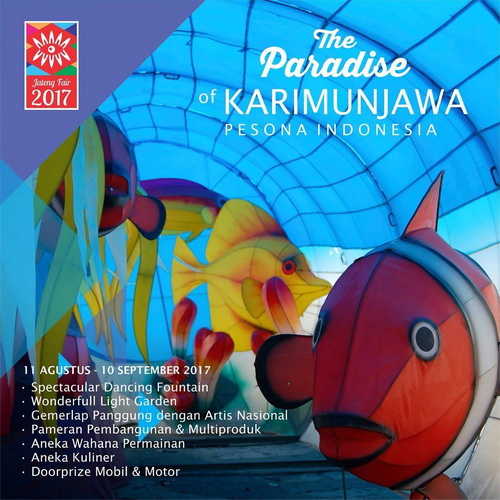 Jateng Fair
2017
The
Paradise
of KARIMUNJAWA
PESONA INDONESIA
11 AGUSTUS - 10 SEPTEMBER 2017
· Spectacular Dancing Fountain
· Wonderfull Light Garden
· Gemerlap Panggung dengan Artis Nasional
· Pameran Pembangunan & Multiproduk
· Aneka Wahana Permainan
· Aneka Kuliner
· Doorprize Mobil & Motor